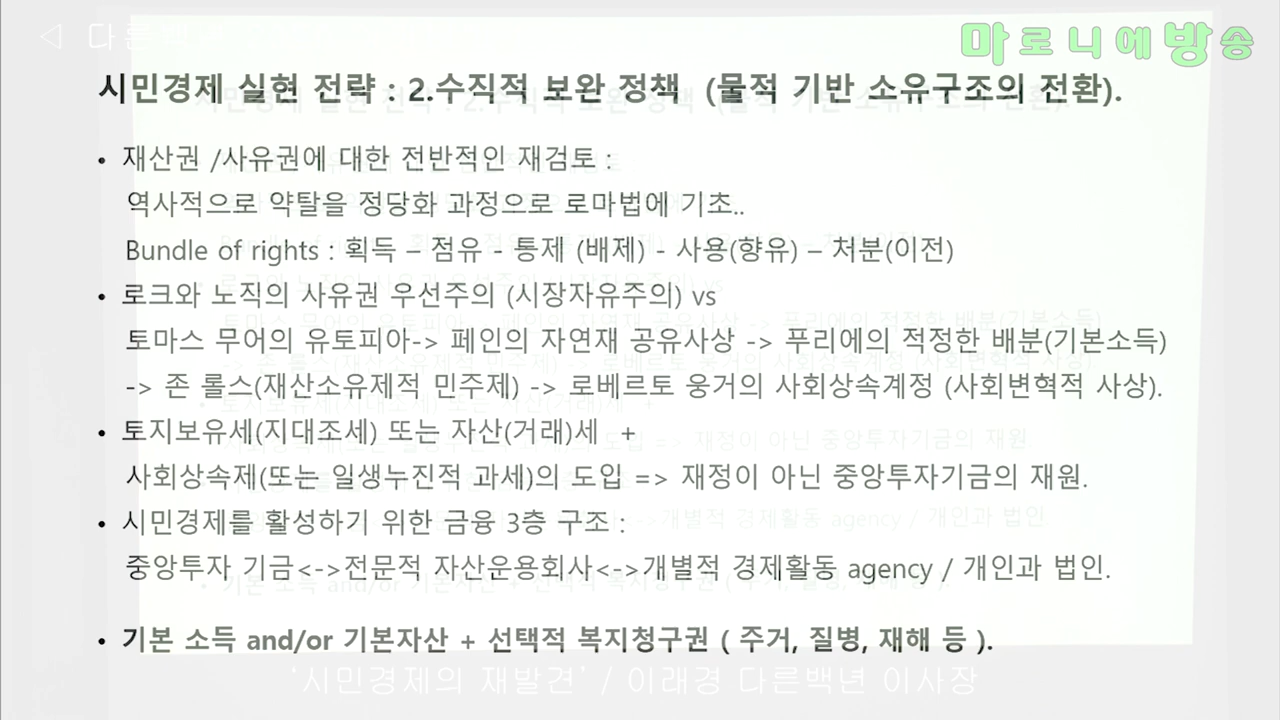 ◁ 다른백년
마로니에방송
시민경제 실현 전략 : 2.수직적 보완 정책 (물적 기반 소유구조의 전환).
• 재산권 /사유권에 대한 전반적인 재검토 :
역사적으로 약탈을 정당화 과정으로 로마법에 기초..
Bundle of rights : 획득 – 점유 - 통제 (배제) - 사용(향유) – 처분(이전)
• 로크와 노직의 사유권 우선주의 (시장자유주의) vs
토마스 무어의 유토피아-> 페인의 자연재 공유사상 -> 푸리에의 적정한 배분(기본소득)
-> 존 롤스(재산소유제적 민주제) -> 로베르토 웅거의 사회상속계정 (사회변혁적 사상).
• 토지보유세(지대조세) 또는 자산(거래)세 +
사회상속제(또는 일생누진적 과세)의 도입 => 재정이 아닌 중앙투자기금의 재원.
• 시민경제를 활성하기 위한 금융 3층 구조 :
중앙투자 기금<->전문적 자산운용회사<->개별적 경제활동 agency / 개인과 법인.
• 기본 소득 and/or 기본자산 + 선택적 복지청구권 ( 주거, 질병, 재해 등 ).
‘시민경제의 재발견’ / 이래경 다른백년 이사장